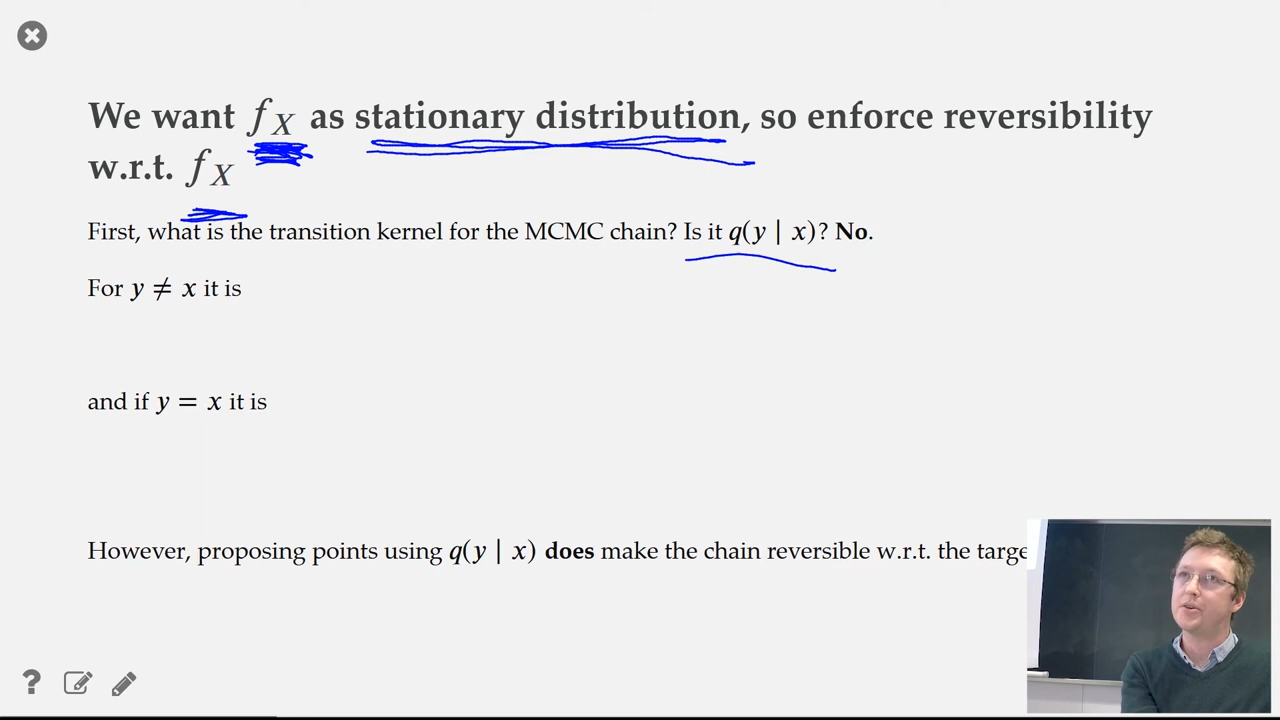 We want f_X as stationary distribution, so enforce reversibility
w.r.t. f_X
First, what is the transition kernel for the MCMC chain? Is it q(y | x)? No.
For y ≠ x it is
and if y = x it is
However, proposing points using q(y | x) does make the chain reversible w.r.t. the targe
?